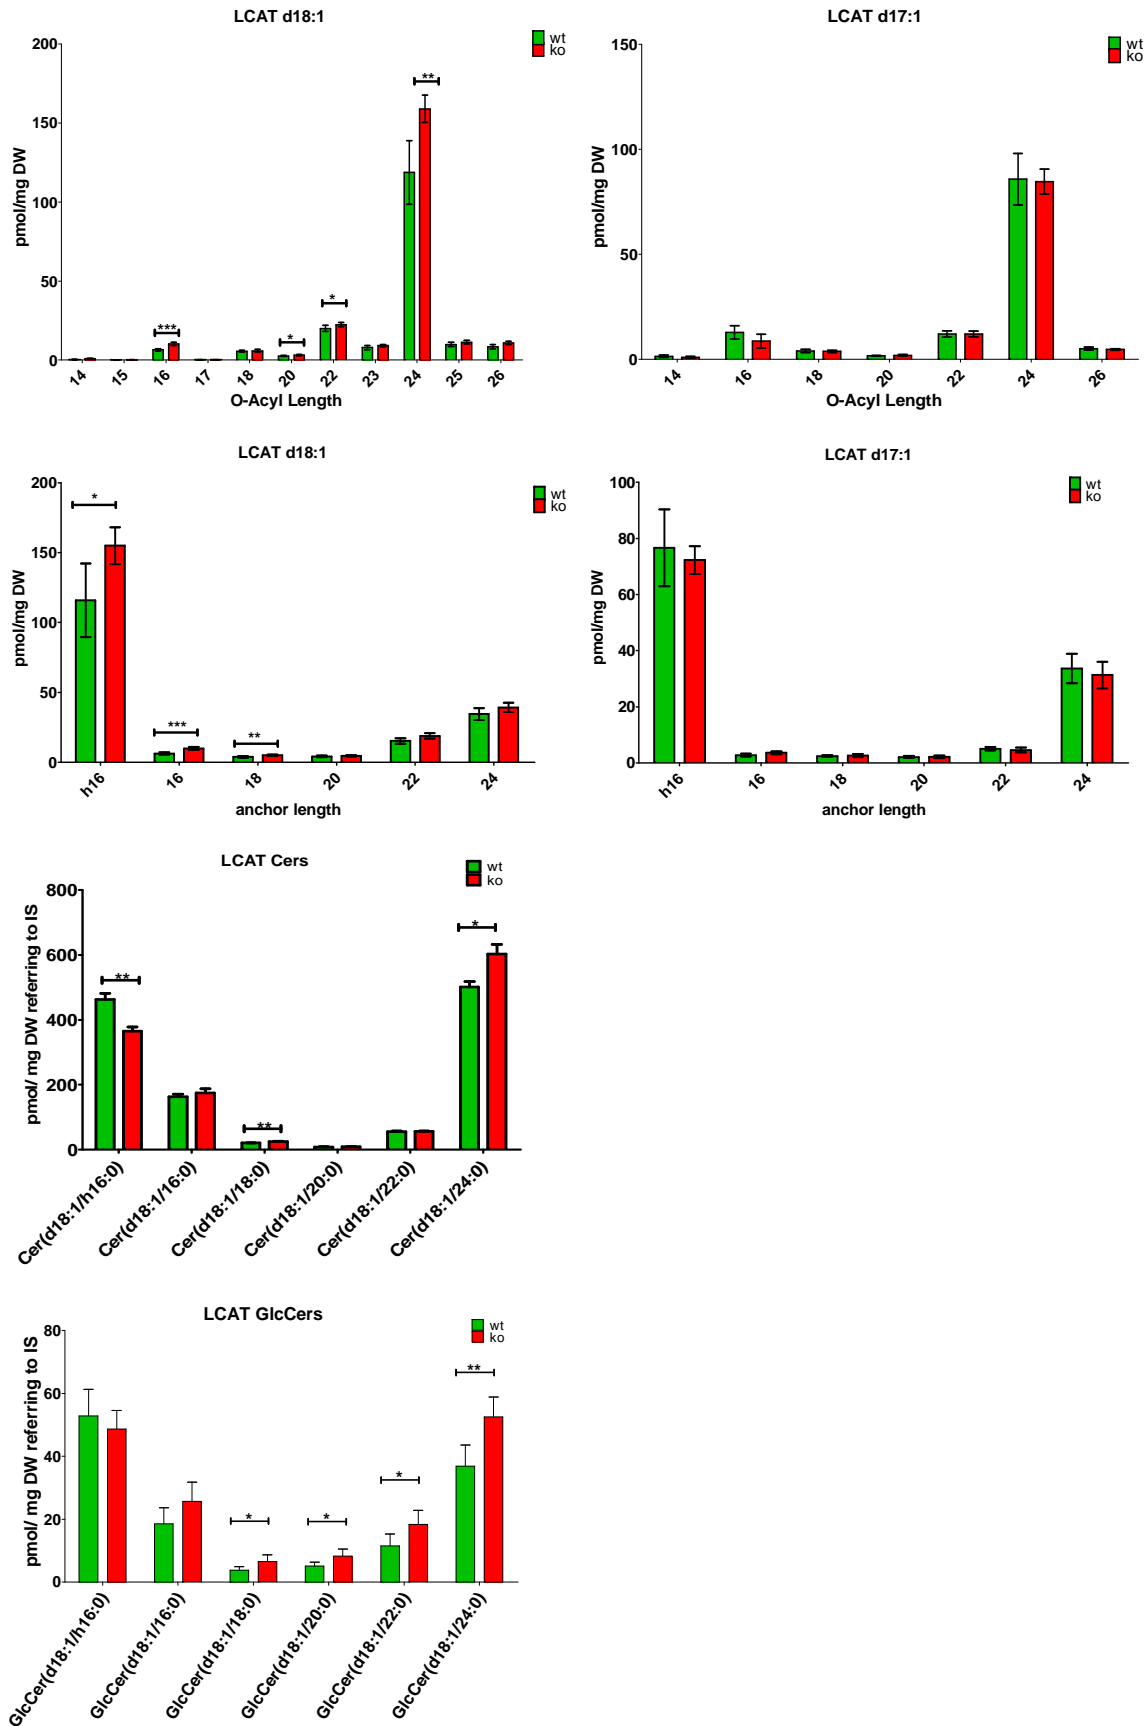 LCAT d18:1
wt
ko
pmol/mg DW
200
150
100
50
0
**
***
*
*
14 15 16 17 18 20 22 23 24 25 26
O-Acyl Length
LCAT d17:1
wt
ko
pmol/mg DW
150
100
50
0
14 16 18 20 22 24 26
O-Acyl Length
LCAT d18:1
wt
ko
pmol/mg DW
200
150
100
50
0
*
***
**
h16 16 18 20 22 24
anchor length
LCAT d17:1
wt
ko
pmol/mg DW
100
80
60
40
20
0
h16 16 18 20 22 24
anchor length
LCAT Cers
wt
ko
pmol/ mg DW referring to IS
800
600
400
200
0
**
**
*
Cer(d18:1/h16:0)
Cer(d18:1/16:0)
Cer(d18:1/18:0)
Cer(d18:1/20:0)
Cer(d18:1/22:0)
Cer(d18:1/24:0)
LCAT GlcCers
wt
ko
pmol/ mg DW referring to IS
80
60
40
20
0
*
*
*
**
GlcCer(d18:1/h16:0)
GlcCer(d18:1/16:0)
GlcCer(d18:1/18:0)
GlcCer(d18:1/20:0)
GlcCer(d18:1/22:0)
GlcCer(d18:1/24:0)